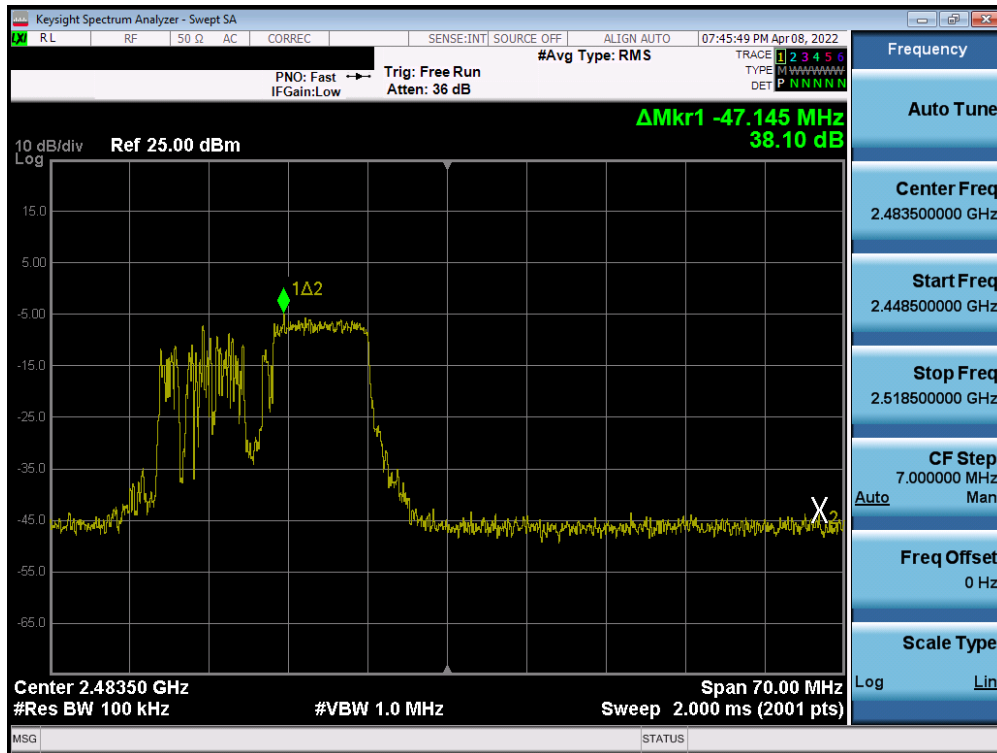 Keysight Spectrum Analyzer - Swept SA
LXI RL RF 50 Ω AC CORREC SENSE:INT SOURCE OFF ALIGN AUTO 07:45:49 PM Apr 08, 2022
#Avg Type: RMS
TRACE 1 2 3 4 5 6
PNO: Fast Trig: Free Run
TYPE M WWWWW
IFGain:Low Atten: 36 dB
DET P N N N N N
ΔMkr1 -47.145 MHz
38.10 dB
10 dB/div Ref 25.00 dBm
Log
15.0
5.00
1Δ2
-5.00
-15.0
-25.0
-35.0
-45.0
X2
-55.0
-65.0
Center 2.48350 GHz Span 70.00 MHz
#Res BW 100 kHz #VBW 1.0 MHz Sweep 2.000 ms (2001 pts)
MSG STATUS
Frequency
Auto Tune
Center Freq
2.483500000 GHz
Start Freq
2.448500000 GHz
Stop Freq
2.518500000 GHz
CF Step
7.000000 MHz
Auto Man
Freq Offset
0 Hz
Scale Type
Log Lin